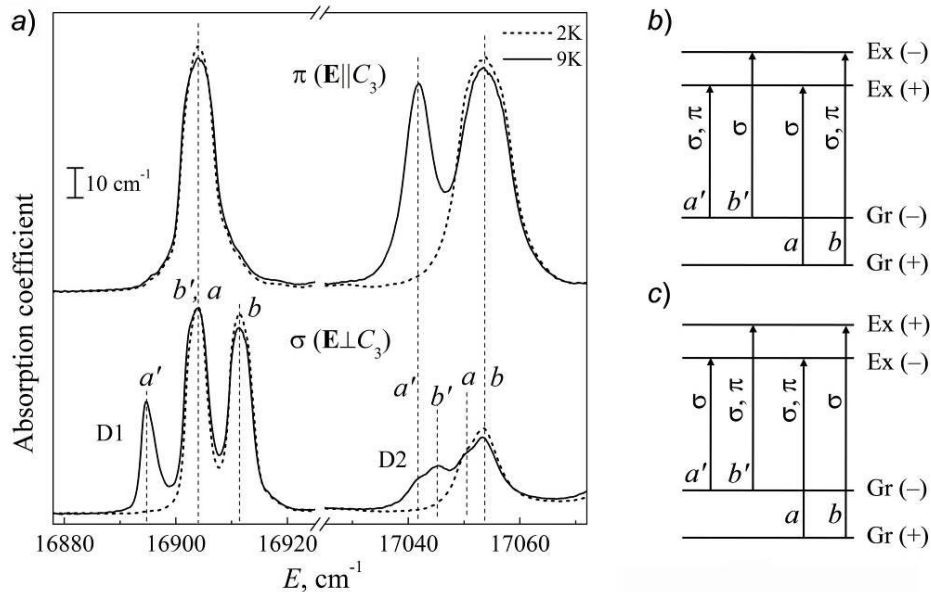 a)
2K
9K
π (E||C₃)
10 cm⁻¹
Absorption coefficient
b', a
b
σ (E⊥C₃)
a'
D1
a'
b'
a
b
D2
16880 16900 16920 17040 17060
E, cm⁻¹
b)
Ex (–)
Ex (+)
σ, π
σ
σ
σ, π
a'
b'
Gr (–)
a
b
Gr (+)
c)
Ex (+)
Ex (–)
σ
σ, π
σ, π
σ
a'
b'
Gr (–)
a
b
Gr (+)